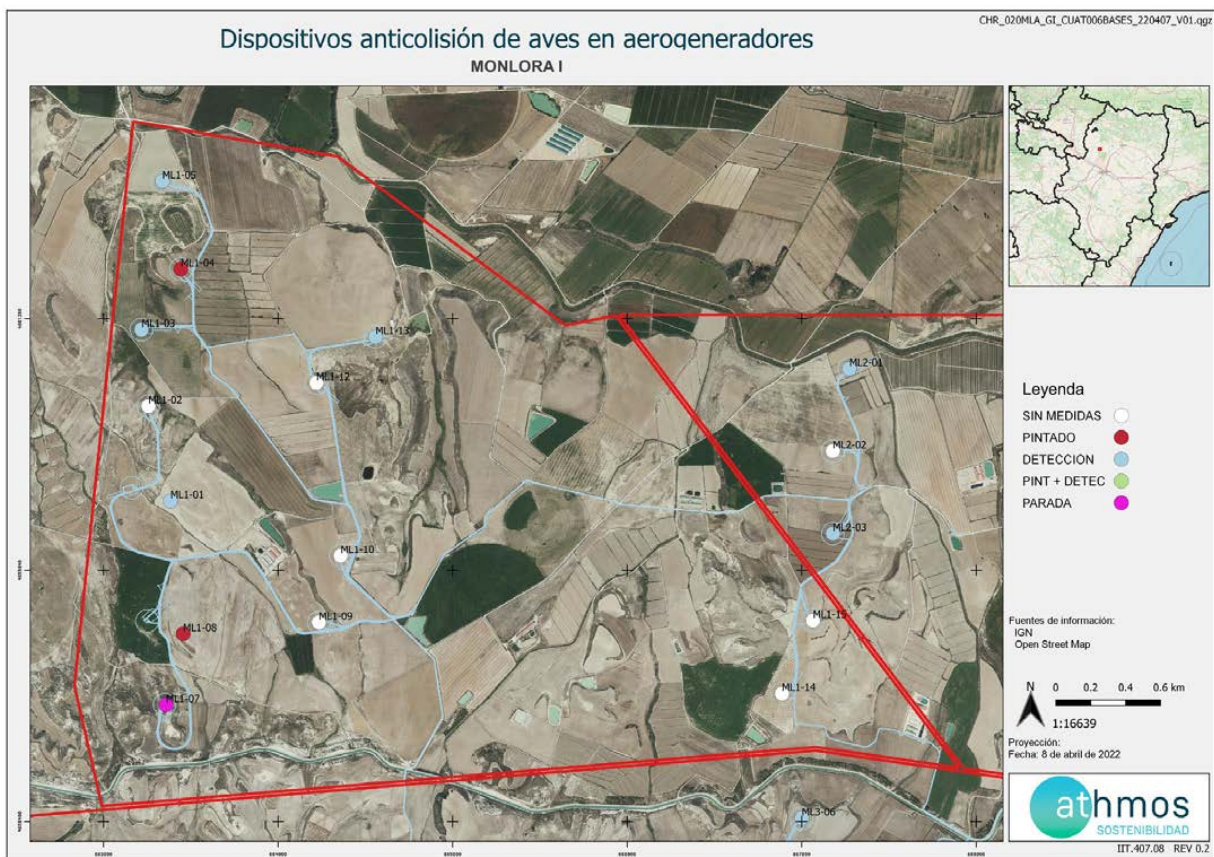 CHR_020MLA_GI_CUAT006BASES_220407_V01.qgz
Dispositivos anticolisión de aves en aerogeneradores
MONLORA I
ML1-05
ML1-04
ML1-03
ML1-13
ML1-12
ML1-02
ML1-01
ML1-10
ML1-09
ML1-08
ML1-07
ML2-01
ML2-02
ML2-03
ML1-15
ML1-14
ML3-06
Leyenda
SIN MEDIDAS
PINTADO
DETECCIÓN
PINT + DETEC
PARADA
Fuentes de información:
IGN
Open Street Map
N
0 0.2 0.4 0.6 km
1:16639
Proyección:
Fecha: 8 de abril de 2022
athmos
SOSTENIBILIDAD
IIT.407.08 REV 0.2